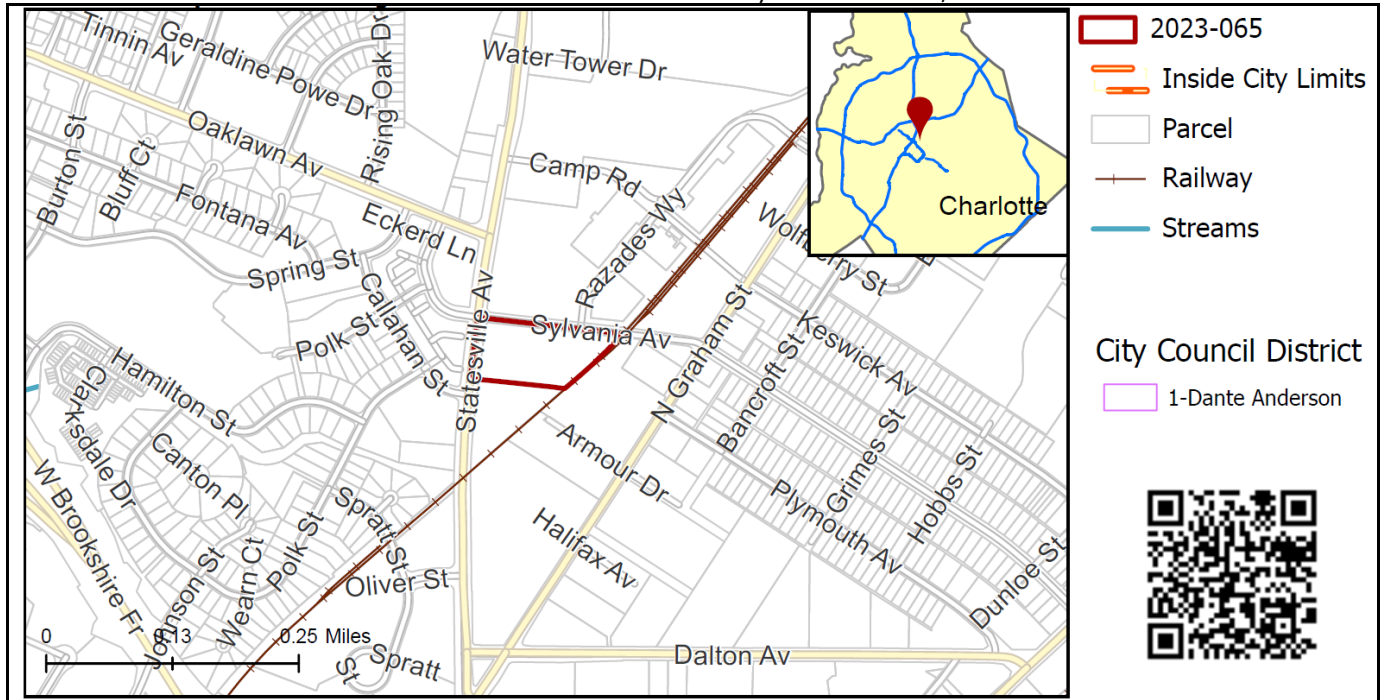 Tinnin Av
Geraldine Powe Dr
Rising Oak Dr
Water Tower Dr
Oaklawn Av
Burton St
Bluff Ct
Fontana Av
Eckerd Ln
Camp Rd
Razades Wy
Wolfberry St
Spring St
Callahan St
Polk St
Statesville Av
Sylvania Av
N Graham St
Keswick Av
Bancroft St
Hamilton St
Clarksdale Dr
Canton Pl
Armour Dr
Grimes St
Hobbs St
Plymouth Av
W Brookshire Fr
Spratt St
Polk St
Halifax Av
Johnson St
Wearn Ct
Oliver St
Dunloe St
Dalton Av
Spratt
St
0
0.13
0.25 Miles
Charlotte
2023-065
Inside City Limits
Parcel
Railway
Streams
City Council District
1-Dante Anderson